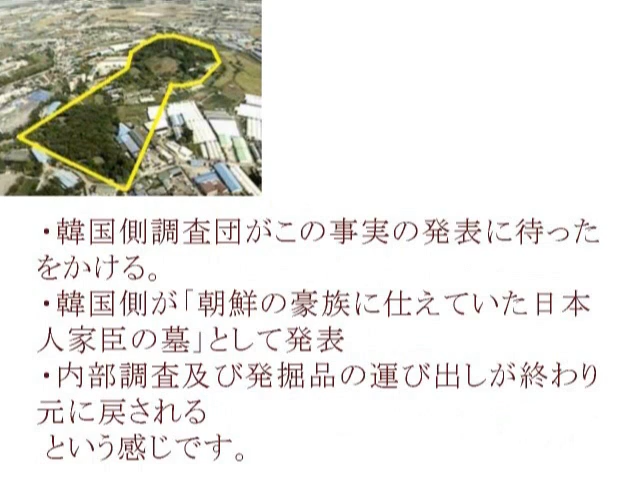 ・韓国側調査団がこの事実の発表に待った
をかける。
・韓国側が「朝鮮の豪族に仕えていた日本
人家臣の墓」として発表
・内部調査及び発掘品の運び出しが終わり
元に戻される
という感じです。